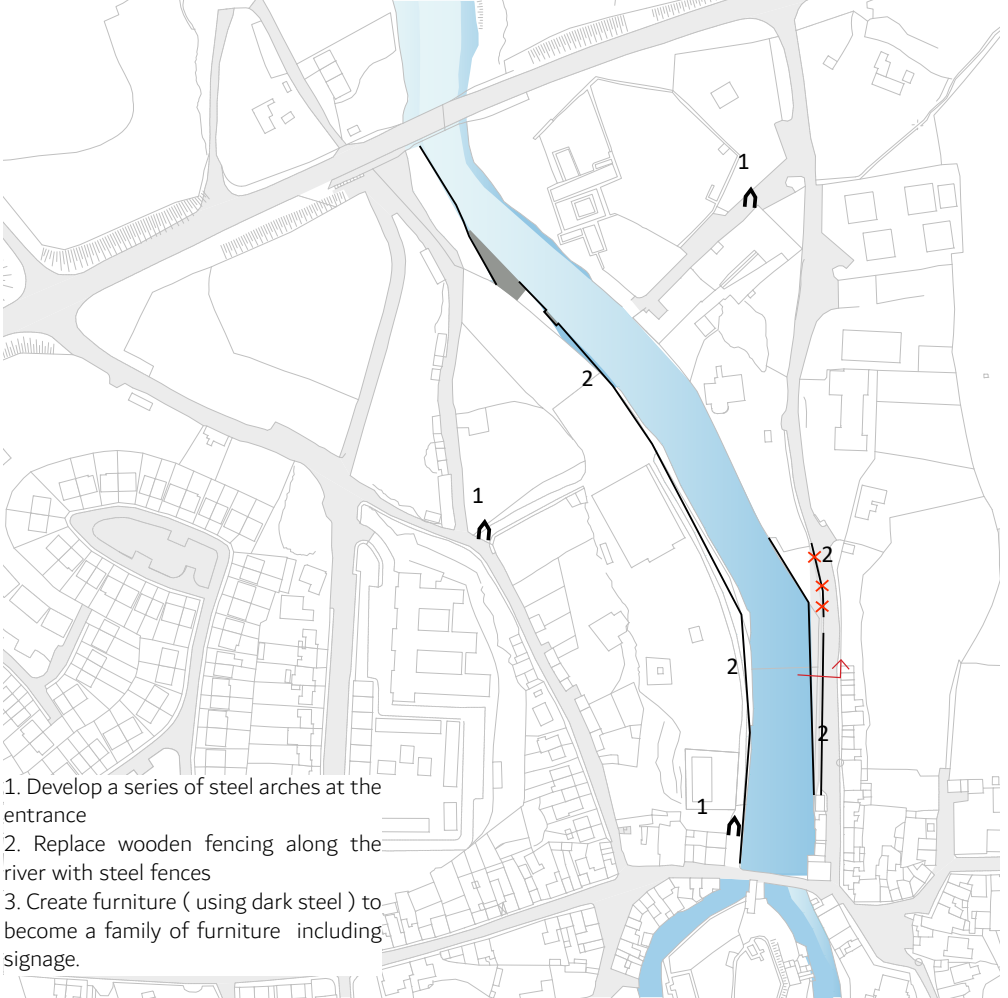 1
2
1
2
2
2
1
1. Develop a series of steel arches at the
entrance
2. Replace wooden fencing along the
river with steel fences
3. Create furniture ( using dark steel ) to
become a family of furniture including
signage.